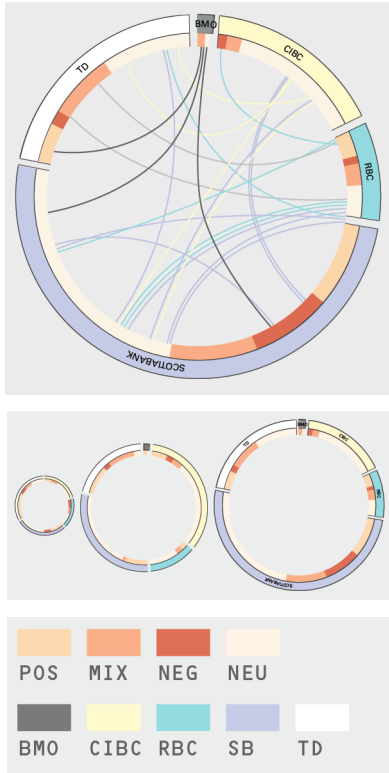 BMO
CIBC
TD
RBC
SCOTIABANK
BMO
CIBC
TD
RBC
SCOTIABANK
POS MIX NEG NEU
BMO CIBC RBC SB TD